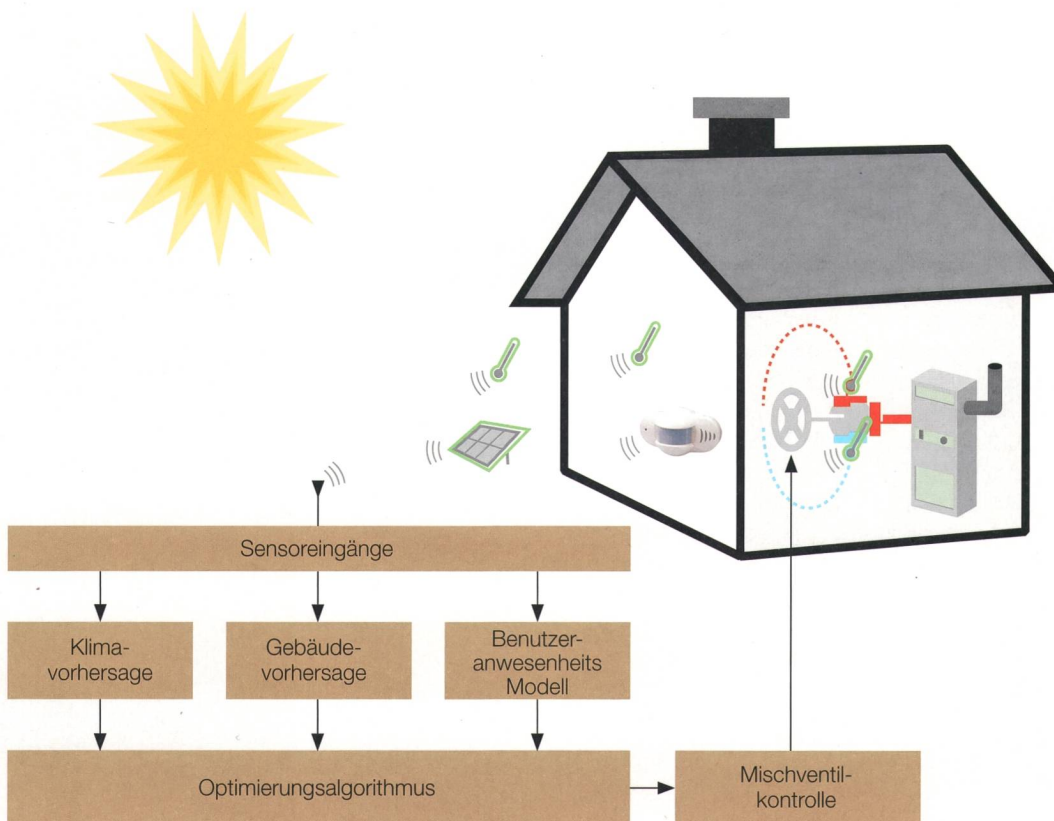 Sensoreingänge
Klima-
vorhersage
Gebäude-
vorhersage
Benutzer-
anwesenheits
Modell
Optimierungsalgorithmus
Mischventil-
kontrolle